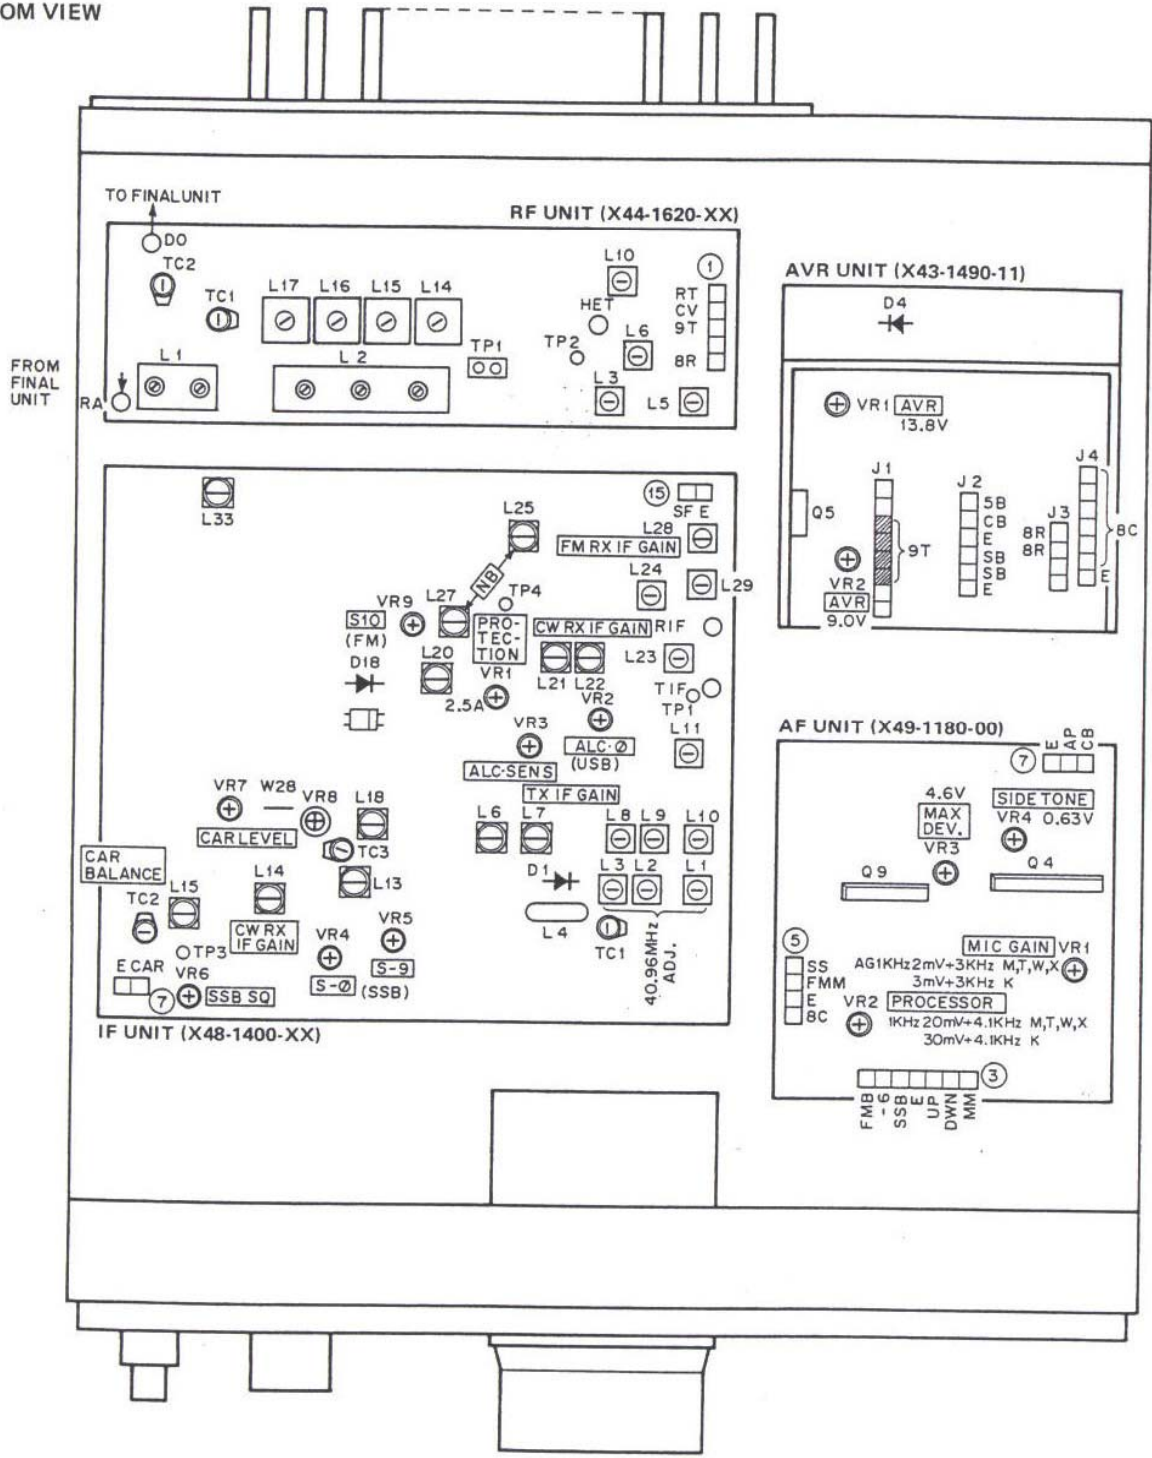 OM VIEW
TO FINALUNIT
RF UNIT (X44-1620-XX)
DO
TC2
TC1
L17
L16
L15
L14
L10
1
RT
CV
9T
8R
HET
L6
TP2
TP1
L1
L2
L3
L5
FROM
FINAL
UNIT
RA
AVR UNIT (X43-1490-11)
D4
VR1 AVR
13.8V
J1
J2
J3
J4
Q5
5B
CB
E
SB
SB
E
8R
8R
8C
E
9T
VR2
AVR
9.0V
L33
15
SF E
L25
L28
FM RX IF GAIN
NB
L24
L29
TP4
L27
VR9
S10
(FM)
PRO-
TEC-
TION
CW RX IF GAIN
RIF
D18
L20
VR1
2.5A
L21 L22
L23
TIF
TP1
VR2
VR3
ALC-Ø
(USB)
L11
ALC-SENS
TX IF GAIN
VR7
W28
VR8
L18
CAR LEVEL
TC3
L6
L7
L8
L9
L10
CAR
BALANCE
L15
L14
L13
D1
L3
L2
L1
TC2
CW RX
IF GAIN
VR5
L4
TC1
40.96MHz
ADJ.
TP3
VR4
S-9
(SSB)
E CAR
VR6
S-Ø
7
SSB SQ
IF UNIT (X48-1400-XX)
AF UNIT (X49-1180-00)
7
E
AP
CB
4.6V
MAX
DEV.
VR3
SIDE TONE
VR4 0.63V
Q9
Q4
5
SS
FMM
E
8C
MIC GAIN VR1
AG1KHz2mV+3KHz M,T,W,X
3mV+3KHz K
VR2 PROCESSOR
1KHz 20mV+4.1KHz M,T,W,X
30mV+4.1KHz K
3
FMB
-6
SSB
E
UP
DWN
MM